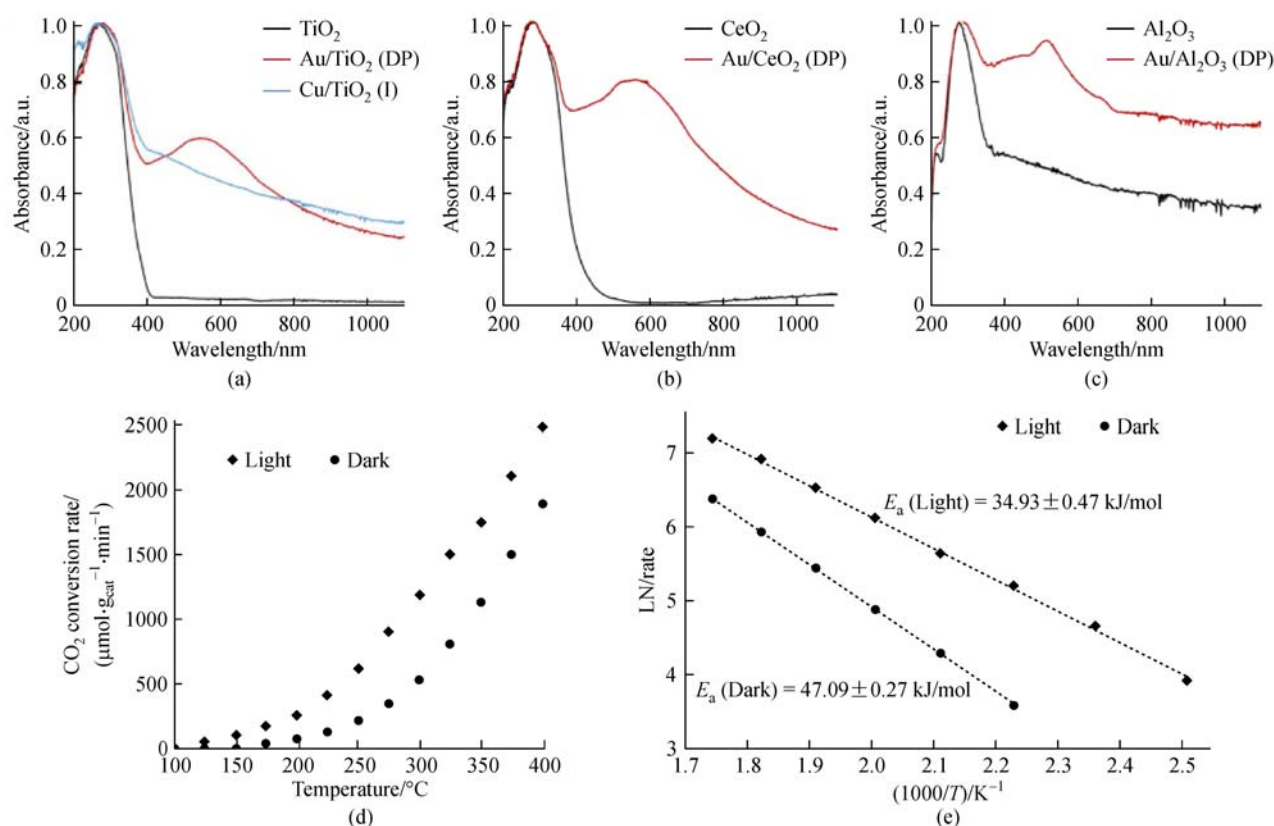 1.0
0.8
0.6
0.4
0.2
0
Absorbance/a.u.
TiO₂
Au/TiO₂ (DP)
Cu/TiO₂ (I)
200 400 600 800 1000
Wavelength/nm
(a)
1.0
0.8
0.6
0.4
0.2
0
Absorbance/a.u.
CeO₂
Au/CeO₂ (DP)
200 400 600 800 1000
Wavelength/nm
(b)
1.0
0.8
0.6
0.4
0.2
0
Absorbance/a.u.
Al₂O₃
Au/Al₂O₃ (DP)
200 400 600 800 1000
Wavelength/nm
(c)
2500
2000
1500
1000
500
0
CO₂ conversion rate/
(μmol·g_cat⁻¹·min⁻¹)
Light Dark
100 150 200 250 300 350 400
Temperature/°C
(d)
7
6
5
4
3
LN/rate
Light Dark
Eₐ (Light) = 34.93±0.47 kJ/mol
Eₐ (Dark) = 47.09±0.27 kJ/mol
1.7 1.8 1.9 2.0 2.1 2.2 2.3 2.4 2.5
(1000/T)/K⁻¹
(e)